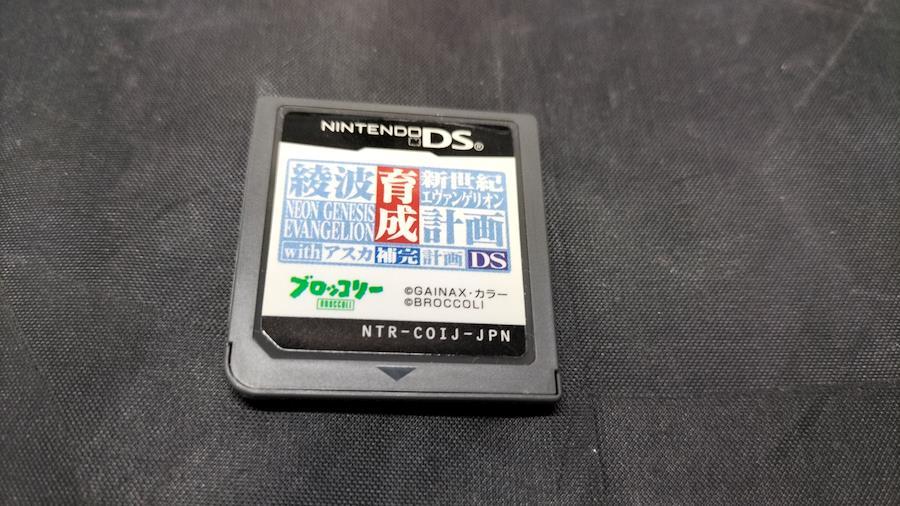 NINTENDO DS®
綾波育成計画
新世紀エヴァンゲリオン
NEON GENESIS
EVANGELION
withアスカ補完計画DS
ブロッコリー
BROCCOLI
©GAINAX・カラー
©BROCCOLI
NTR-COIJ-JPN